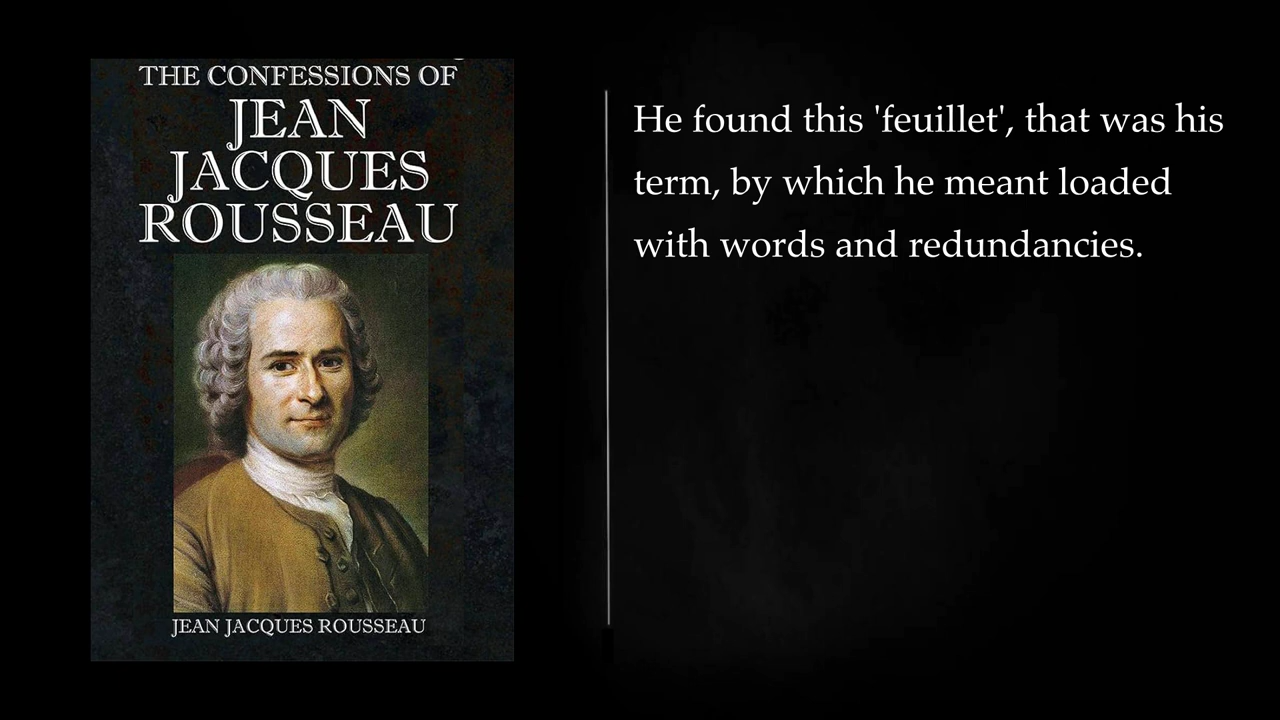 THE CONFESSIONS OF
JEAN
JACQUES
ROUSSEAU
JEAN JACQUES ROUSSEAU
He found this 'feuillet', that was his
term, by which he meant loaded
with words and redundancies.